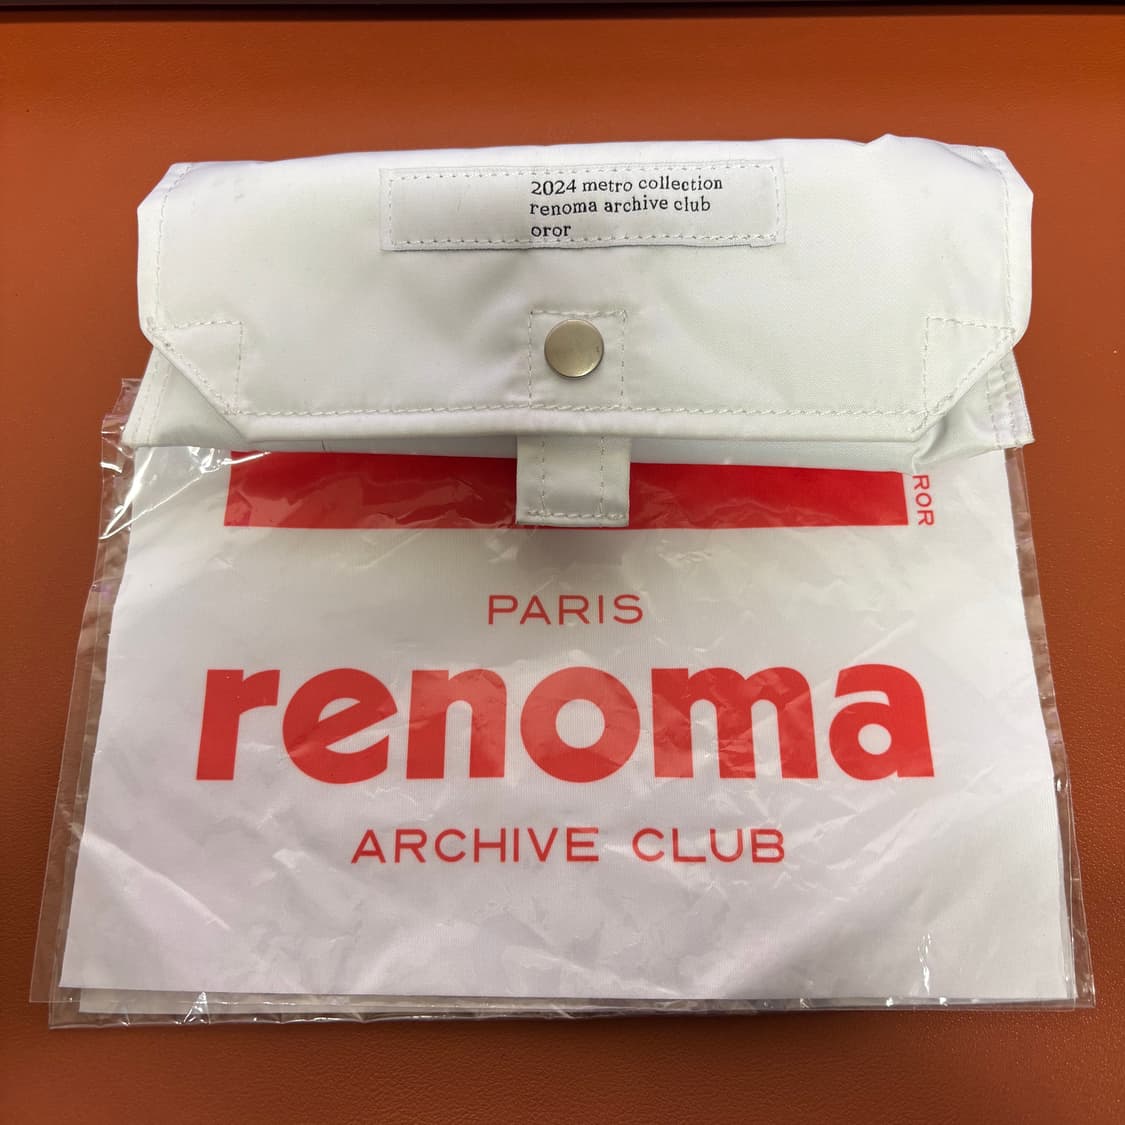 2024 metro collection
renoma archive club
oror
ROR
PARIS
renoma
ARCHIVE CLUB